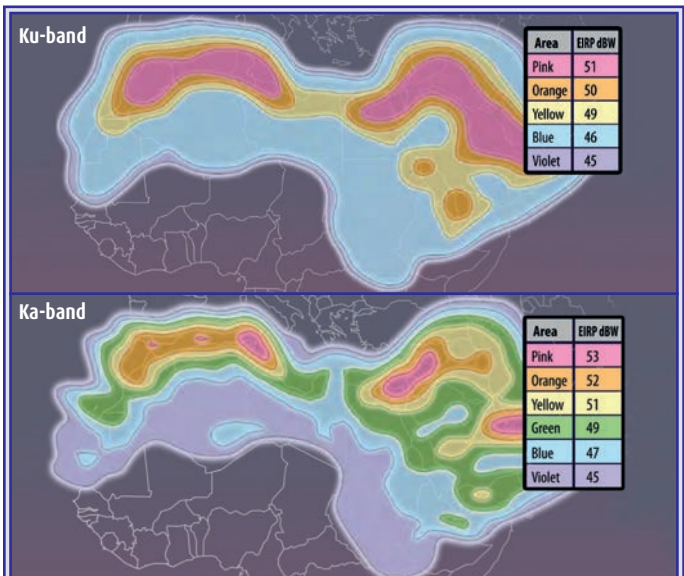 Ku-band
Area EIRP dBW
Pink 51
Orange 50
Yellow 49
Blue 46
Violet 45
Ka-band
Area EIRP dBW
Pink 53
Orange 52
Yellow 51
Green 49
Blue 47
Violet 45